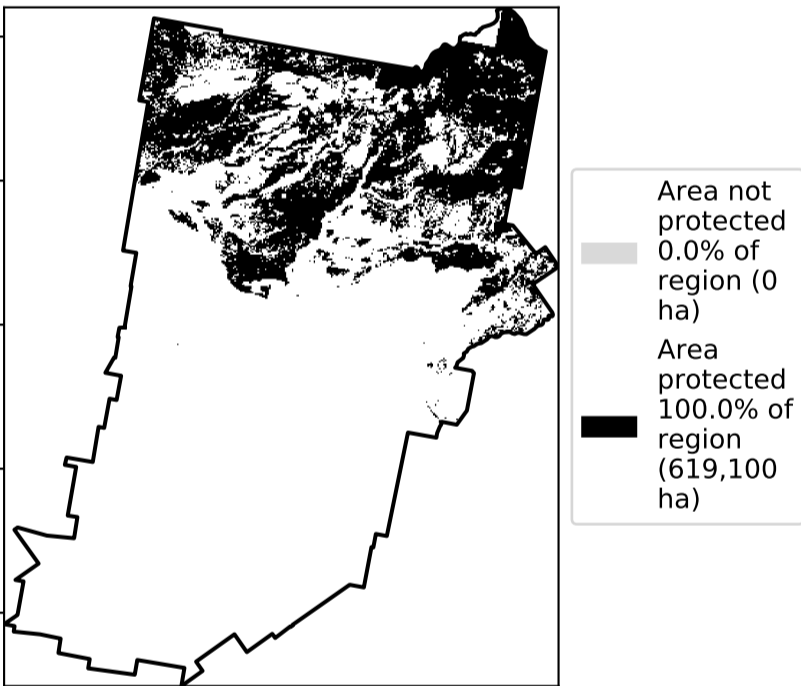 Area not
protected
0.0% of
region (0
ha)
Area
protected
100.0% of
region
(619,100
ha)